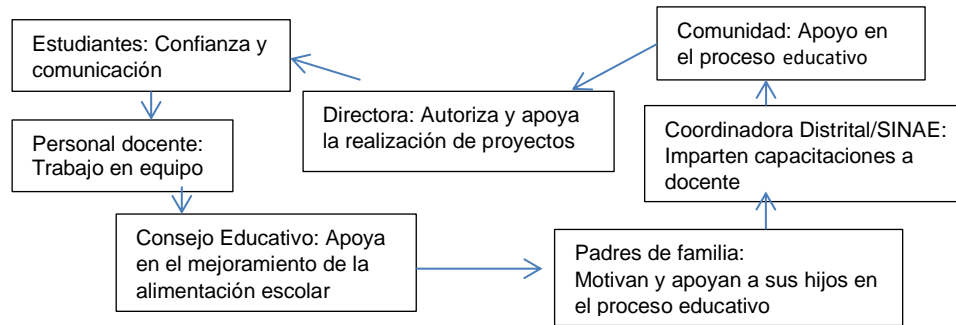 Estudiantes: Confianza y
comunicación
Comunidad: Apoyo en
el proceso educativo
Directora: Autoriza y apoya
la realización de proyectos
Personal docente:
Trabajo en equipo
Coordinadora Distrital/SINAE:
Imparten capacitaciones a
docente
Consejo Educativo: Apoya
en el mejoramiento de la
alimentación escolar
Padres de familia:
Motivan y apoyan a sus hijos en
el proceso educativo